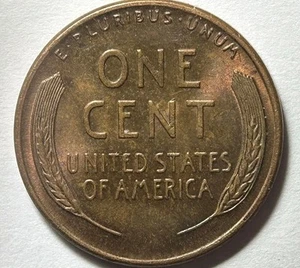 E·PLURIBUS·UNUM
ONE
CENT
UNITED STATES
OF AMERICA